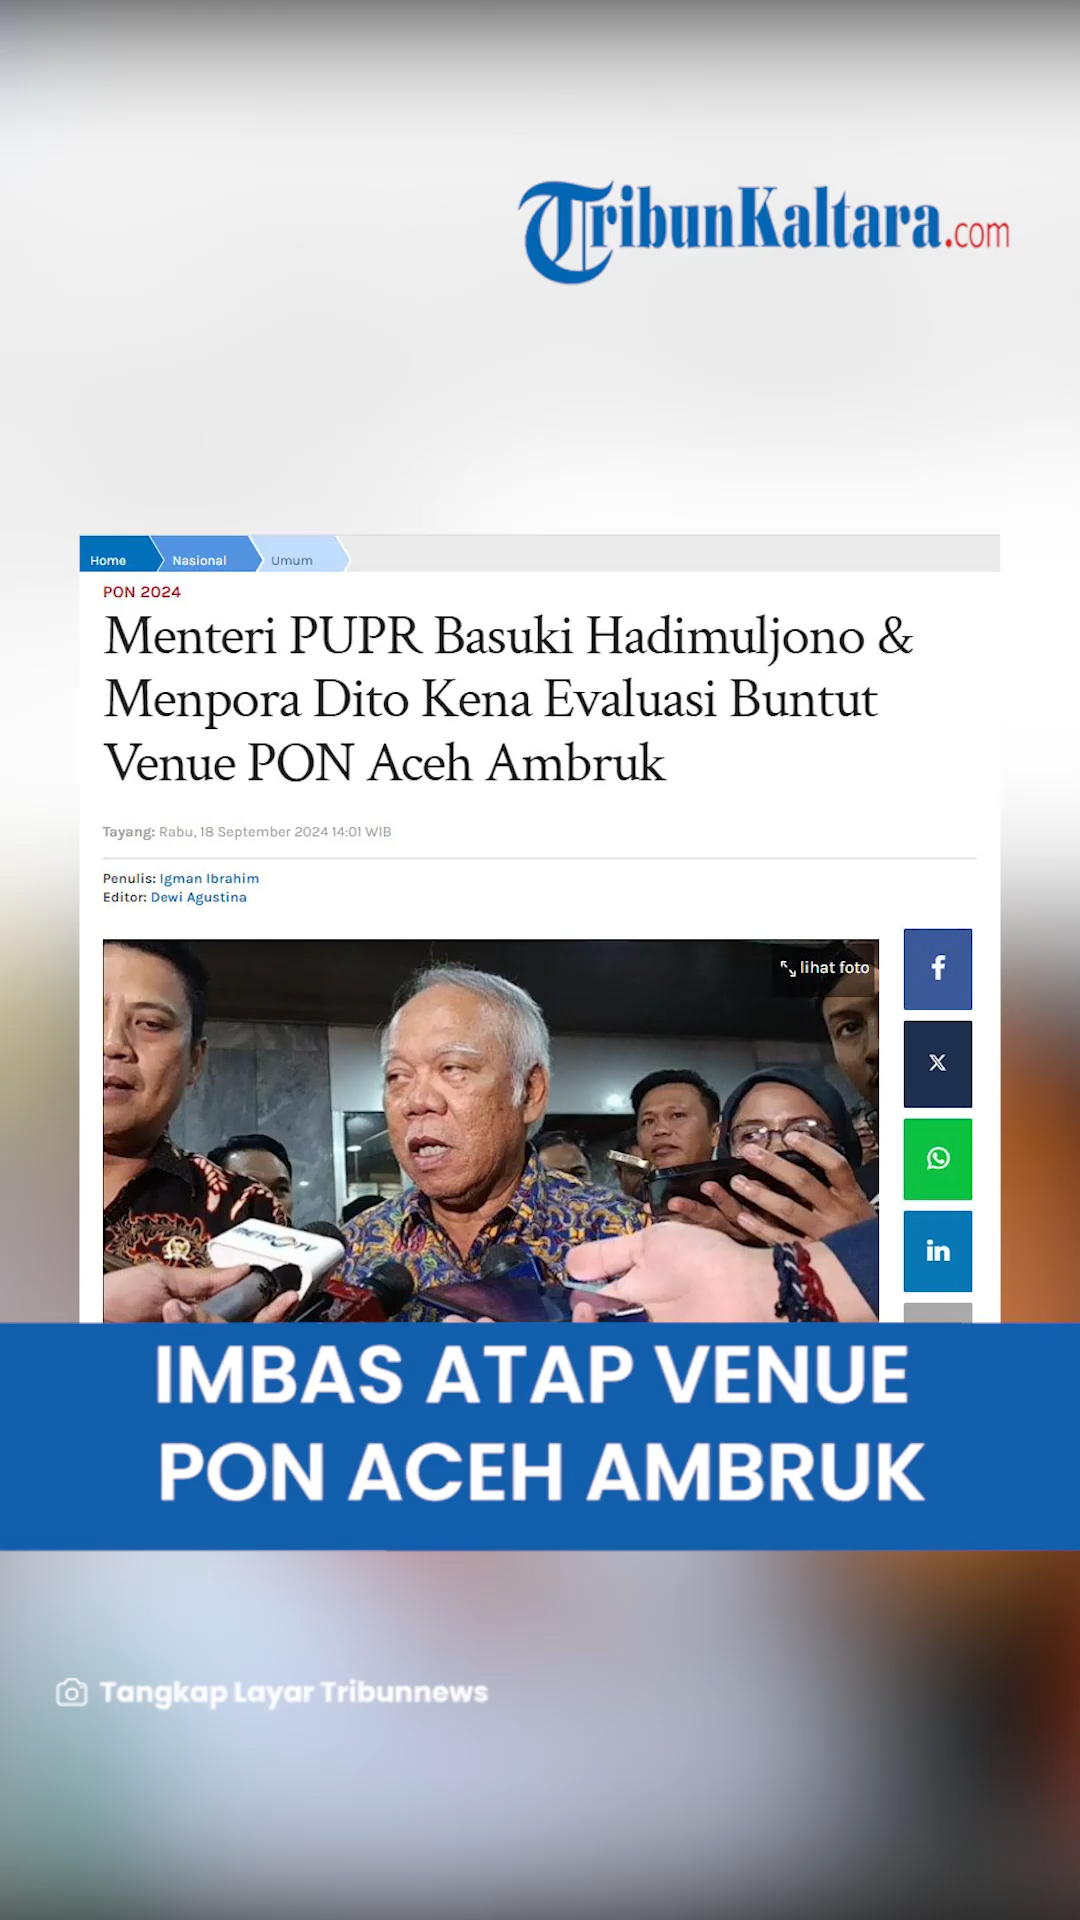 TribunKaltara.com
Home Nasional Umum
PON 2024
Menteri PUPR Basuki Hadimuljono &
Menpora Dito Kena Evaluasi Buntut
Venue PON Aceh Ambruk
Tayang: Rabu, 18 September 2024 14:01 WIB
Penulis: Igman Ibrahim
Editor: Dewi Agustina
lihat foto
METRO TV
IMBAS ATAP VENUE
PON ACEH AMBRUK
Tangkap Layar Tribunnews